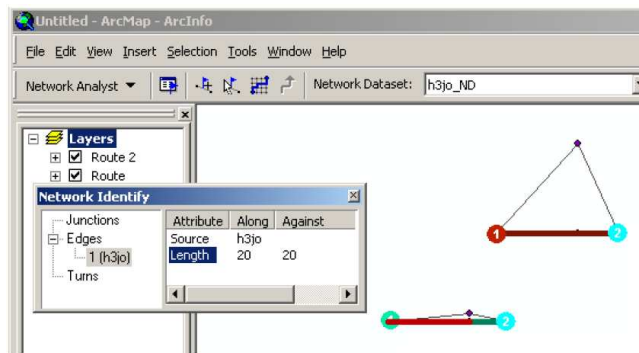 Untitled - ArcMap - ArcInfo
File Edit View Insert Selection Tools Window Help
Network Analyst Network Dataset: h3jo_ND
Layers
Route 2
Route
Network Identify
Junctions
Edges
1 (h3jo)
Turns
Attribute Along Against
Source h3jo
Length 20 20
1 2
1 2